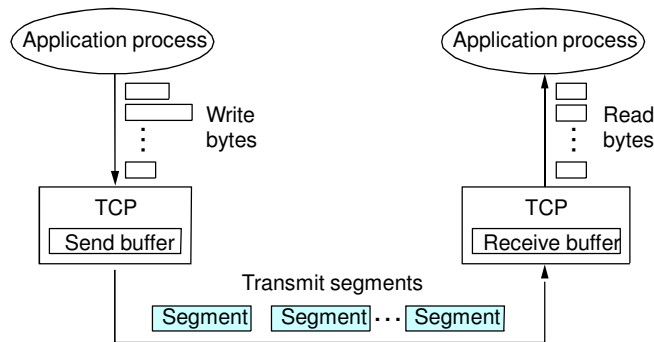 Application process
Application process
Write
bytes
Read
bytes
TCP
Send buffer
TCP
Receive buffer
Transmit segments
Segment
Segment
Segment